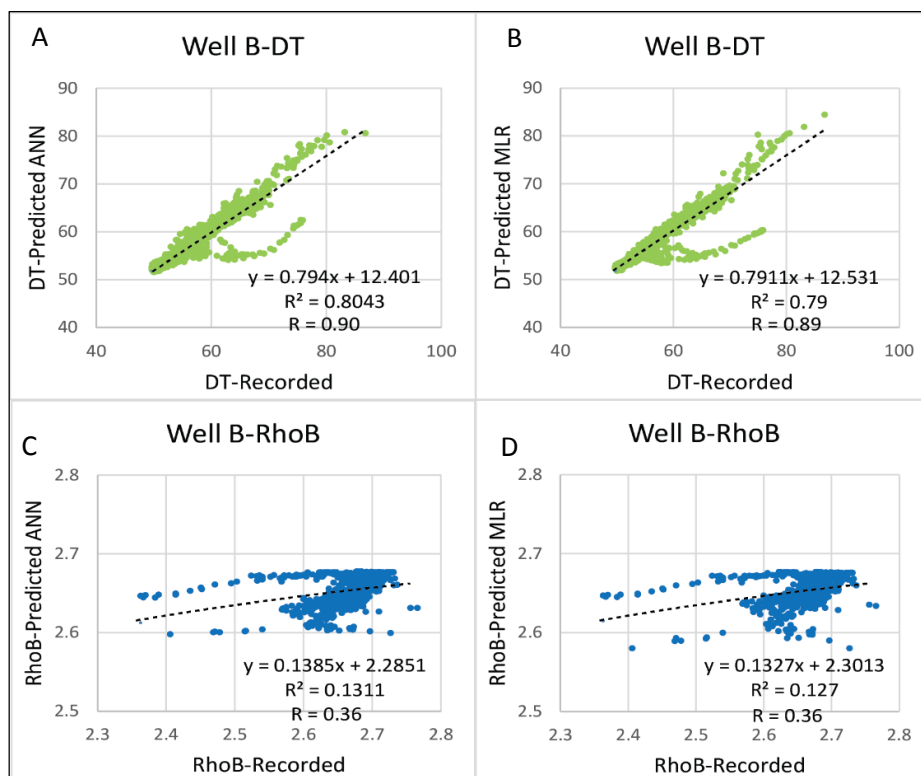 A
Well B-DT
DT-Predicted ANN
90
80
70
60
50
40
y = 0.794x + 12.401
R² = 0.8043
R = 0.90
40 60 80 100
DT-Recorded
B
Well B-DT
DT-Predicted MLR
90
80
70
60
50
40
y = 0.7911x + 12.531
R² = 0.79
R = 0.89
40 60 80 100
DT-Recorded
C
Well B-RhoB
RhoB-Predicted ANN
2.8
2.7
2.6
2.5
y = 0.1385x + 2.2851
R² = 0.1311
R = 0.36
2.3 2.4 2.5 2.6 2.7 2.8
RhoB-Recorded
D
Well B-RhoB
RhoB-Predicted MLR
2.8
2.7
2.6
2.5
y = 0.1327x + 2.3013
R² = 0.127
R = 0.36
2.3 2.4 2.5 2.6 2.7 2.8
RhoB-Recorded